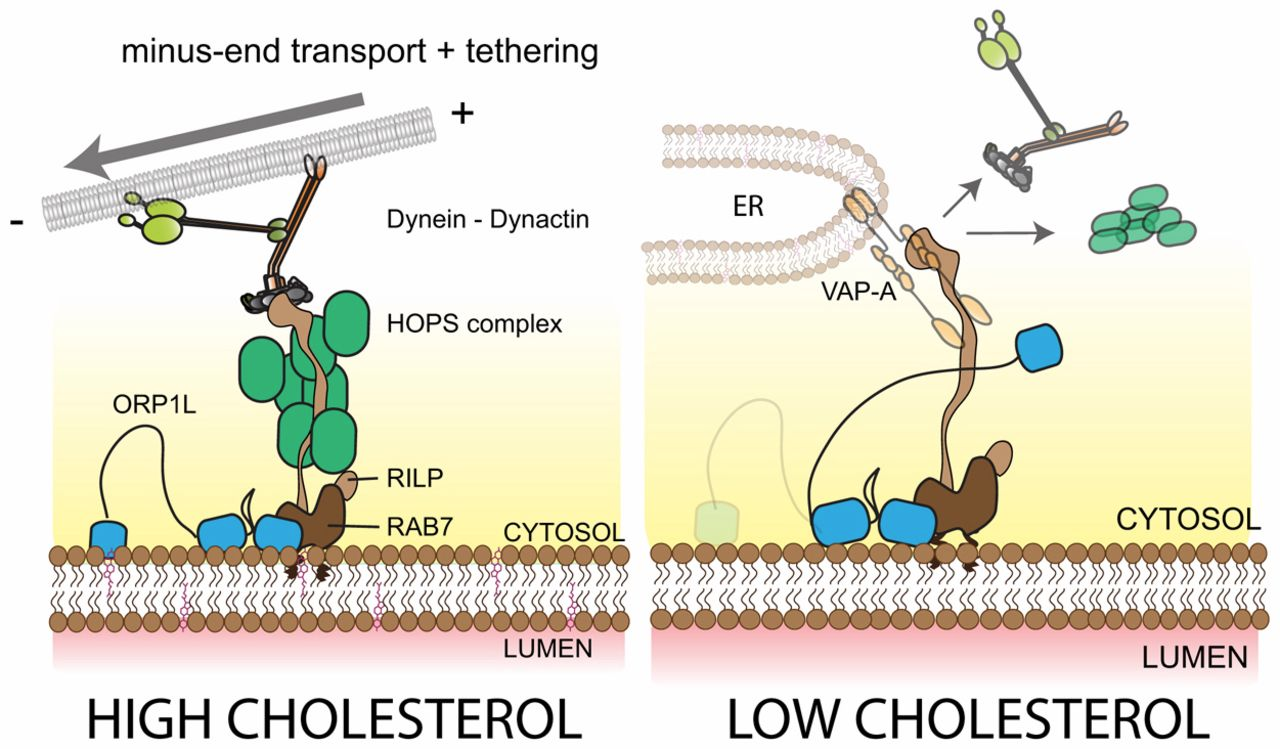 minus-end transport + tethering
+
-
Dynein - Dynactin
HOPS complex
ORP1L
RILP
RAB7
CYTOSOL
LUMEN
HIGH CHOLESTEROL
ER
VAP-A
CYTOSOL
LUMEN
LOW CHOLESTEROL